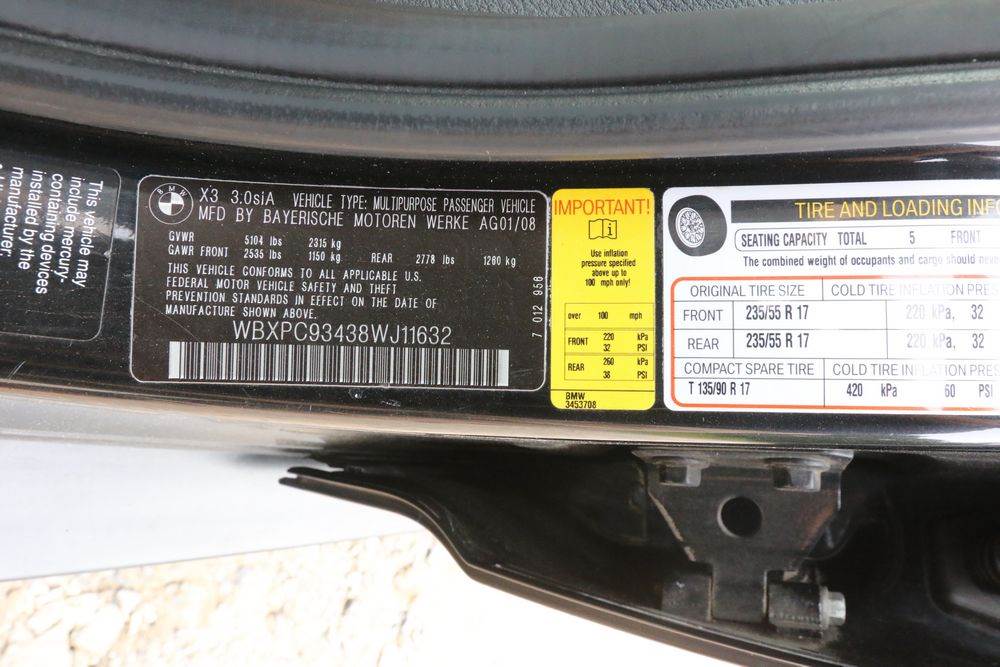 This vehicle may
include mercury-
containing devices
installed by the
manufacturer:
BMW
X3 3.0siA VEHICLE TYPE: MULTIPURPOSE PASSENGER VEHICLE
MFD BY BAYERISCHE MOTOREN WERKE AG01/08
GVWR 5104 lbs 2315 kg
GAWR FRONT 2535 lbs 1150 kg REAR 2778 lbs 1260 kg
THIS VEHICLE CONFORMS TO ALL APPLICABLE U.S.
FEDERAL MOTOR VEHICLE SAFETY AND THEFT
PREVENTION STANDARDS IN EFFECT ON THE DATE OF
MANUFACTURE SHOWN ABOVE.
WBXPC93438WJ11632
7 012 958
IMPORTANT!
Use inflation
pressure specified
above up to
100 mph only!
over 100 mph
FRONT 220 kPa
32 PSI
REAR 260 kPa
38 PSI
BMW
3453708
TIRE AND LOADING INFO
SEATING CAPACITY TOTAL 5 FRONT
The combined weight of occupants and cargo should neve
ORIGINAL TIRE SIZE COLD TIRE INFLATION PRES
FRONT 235/55 R 17 220 kPa, 32
REAR 235/55 R 17 220 kPa, 32
COMPACT SPARE TIRE COLD TIRE INFLATION PRES
T 135/90 R 17 420 kPa 60 PSI